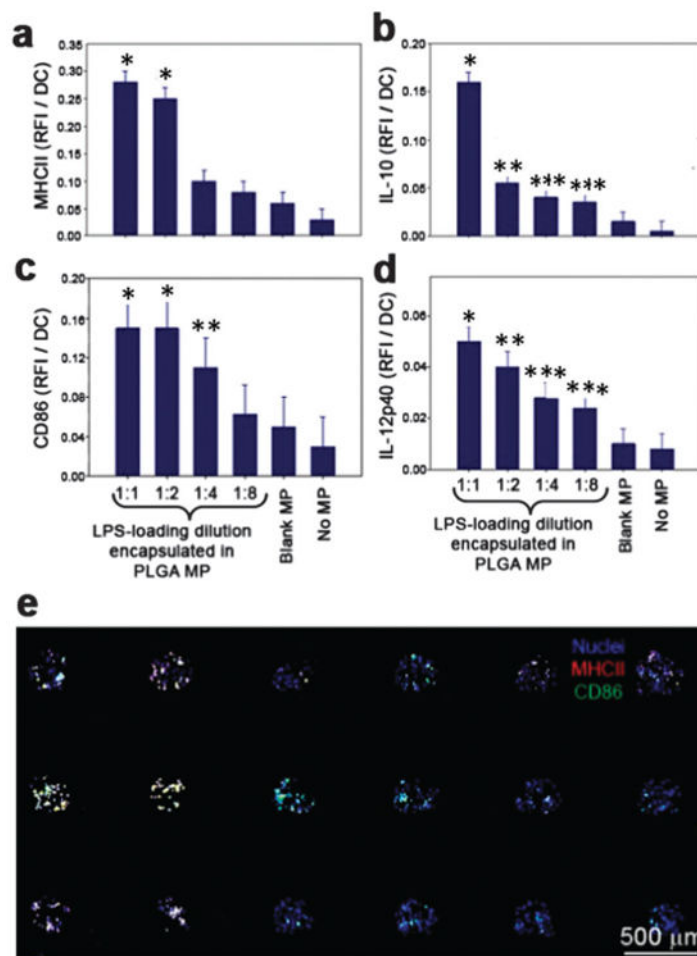 a
b
MHCII (RFI / DC)
0.35
0.30
0.25
0.20
0.15
0.10
0.05
0.00
* *
IL-10 (RFI / DC)
0.20
0.15
0.10
0.05
0.00
* ** *** ***
c
d
CD86 (RFI / DC)
0.20
0.16
0.12
0.08
0.04
0.00
* * **
1:1 1:2 1:4 1:8 Blank MP No MP
LPS-loading dilution
encapsulated in
PLGA MP
IL-12p40 (RFI / DC)
0.06
0.04
0.02
0.00
* ** *** ***
1:1 1:2 1:4 1:8 Blank MP No MP
LPS-loading dilution
encapsulated in
PLGA MP
e
Nuclei
MHCII
CD86
500 μm